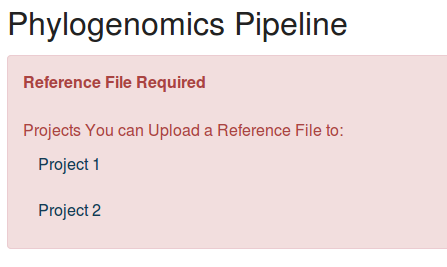 Phylogenomics Pipeline
Reference File Required
Projects You can Upload a Reference File to:
Project 1
Project 2